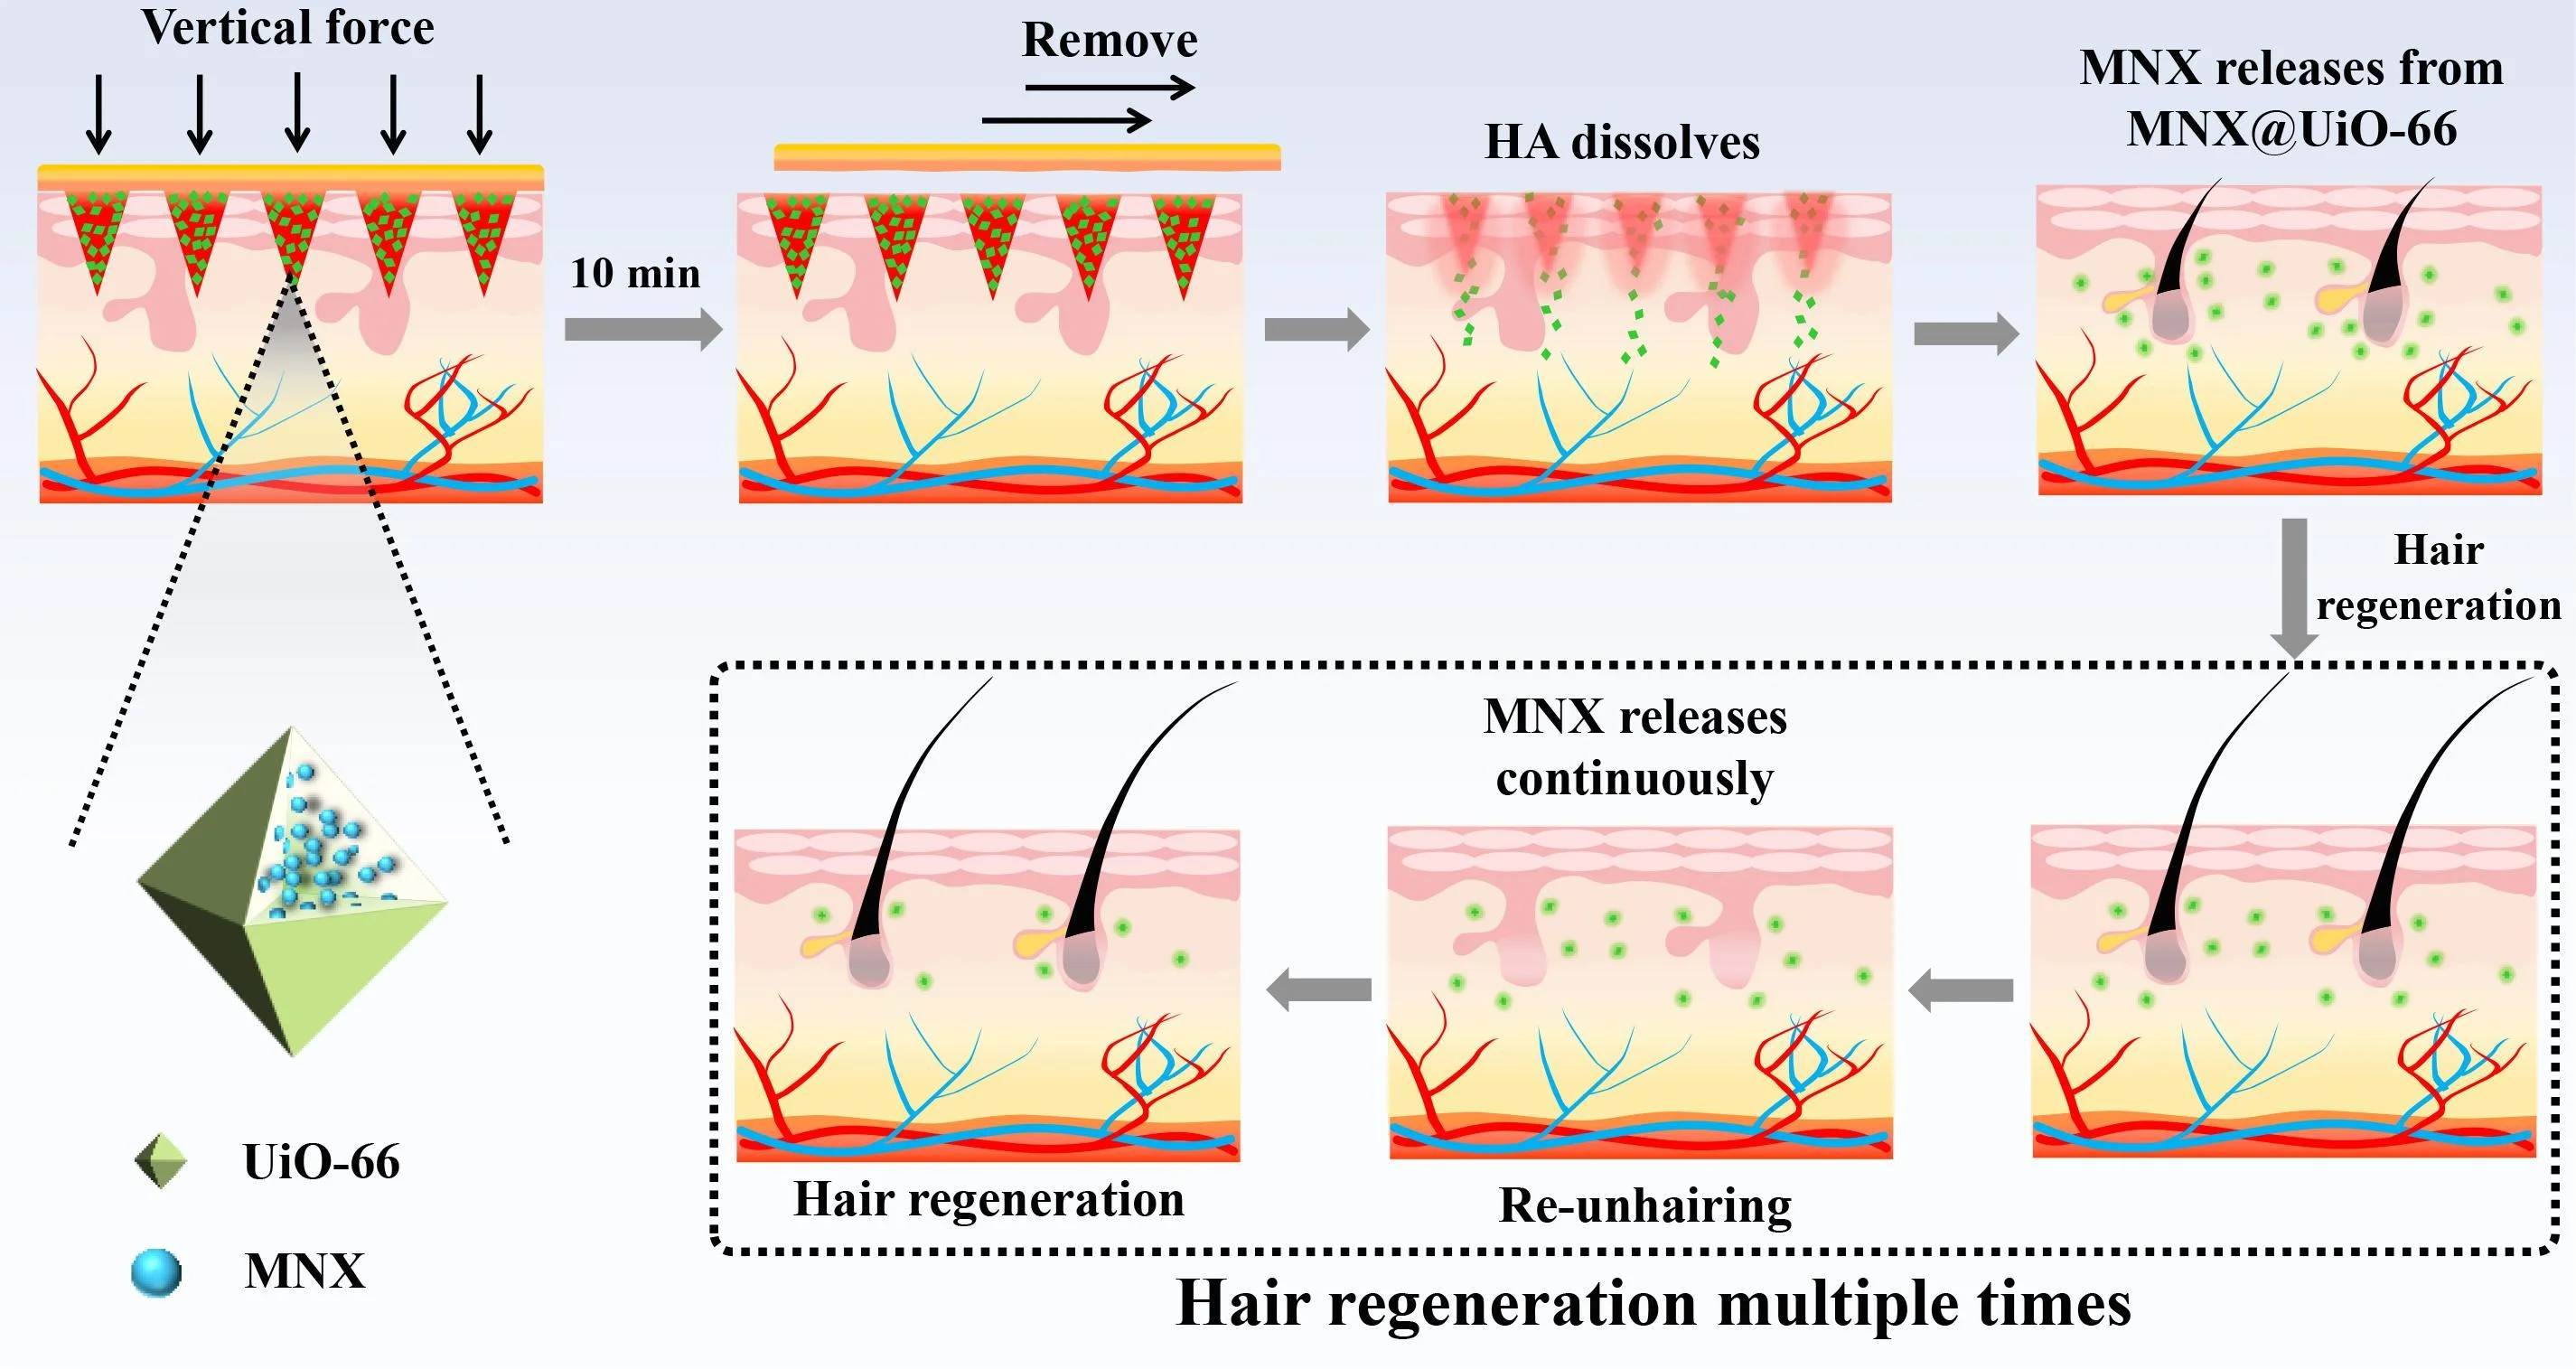 Vertical force
Remove
10 min
HA dissolves
MNX releases from
MNX@UiO-66
Hair
regeneration
MNX releases
continuously
Hair regeneration
Re-unhairing
UiO-66
MNX
Hair regeneration multiple times